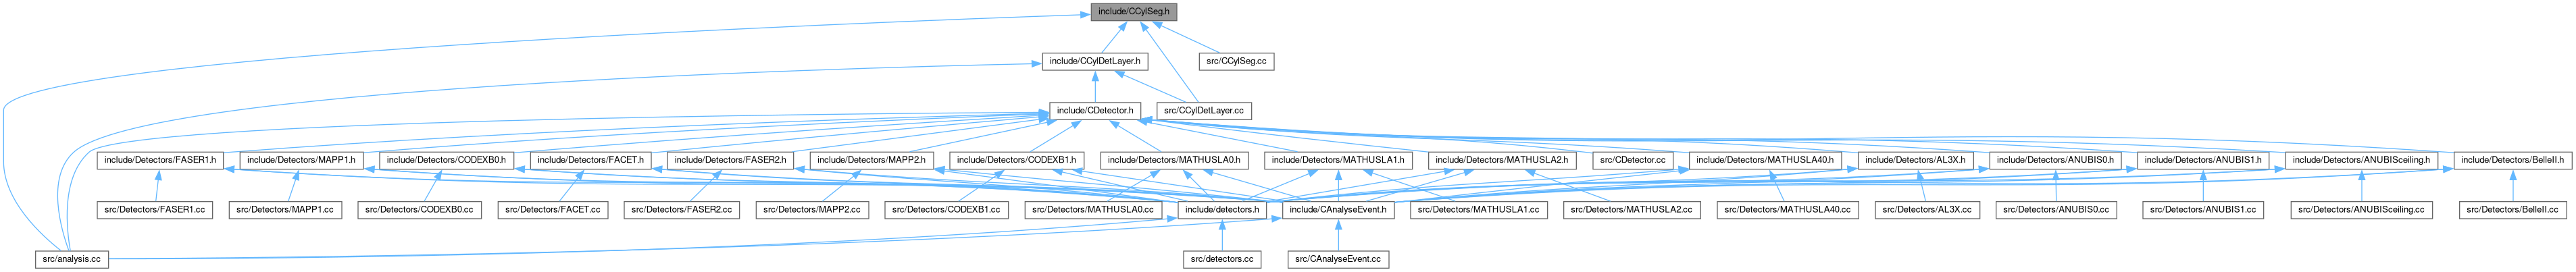 include/CCylSeg.h
include/CCylDetLayer.h
src/CCylSeg.cc
include/CDetector.h
src/CCylDetLayer.cc
include/Detectors/FASER1.h
include/Detectors/MAPP1.h
include/Detectors/CODEXB0.h
include/Detectors/FACET.h
include/Detectors/FASER2.h
include/Detectors/MAPP2.h
include/Detectors/CODEXB1.h
include/Detectors/MATHUSLA0.h
include/Detectors/MATHUSLA1.h
include/Detectors/MATHUSLA2.h
src/CDetector.cc
include/Detectors/MATHUSLA40.h
include/Detectors/AL3X.h
include/Detectors/ANUBIS0.h
include/Detectors/ANUBIS1.h
include/Detectors/ANUBISceiling.h
include/Detectors/BelleII.h
src/Detectors/FASER1.cc
src/Detectors/MAPP1.cc
src/Detectors/CODEXB0.cc
src/Detectors/FACET.cc
src/Detectors/FASER2.cc
src/Detectors/MAPP2.cc
src/Detectors/CODEXB1.cc
src/Detectors/MATHUSLA0.cc
include/detectors.h
include/CAnalyseEvent.h
src/Detectors/MATHUSLA1.cc
src/Detectors/MATHUSLA2.cc
src/Detectors/MATHUSLA40.cc
src/Detectors/AL3X.cc
src/Detectors/ANUBIS0.cc
src/Detectors/ANUBIS1.cc
src/Detectors/ANUBISceiling.cc
src/Detectors/BelleII.cc
src/analysis.cc
src/detectors.cc
src/CAnalyseEvent.cc